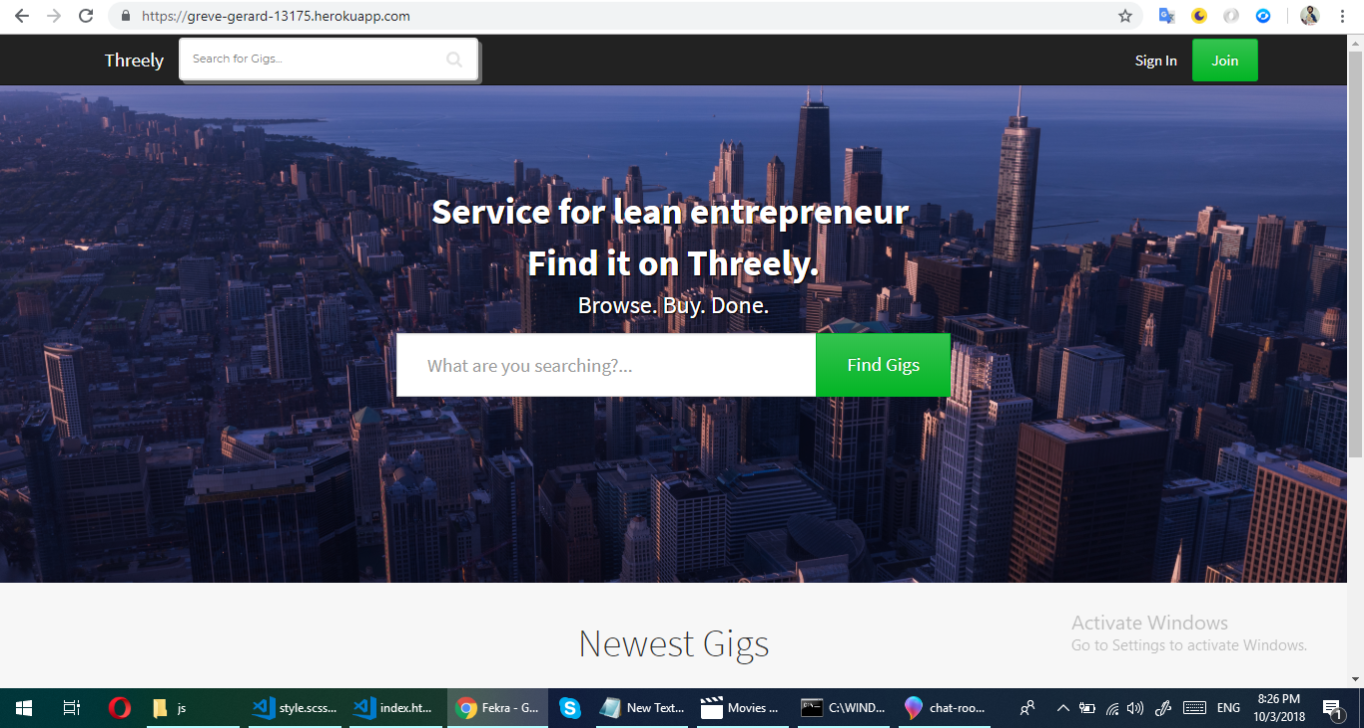 https://greve-gerard-13175.herokuapp.com
Threely
Search for Gigs...
Sign In
Join
Service for lean entrepreneur
Find it on Threely.
Browse. Buy. Done.
What are you searching?...
Find Gigs
Newest Gigs
Activate Windows
Go to Settings to activate Windows.
js
style.scss...
index.ht...
Fekra - G...
New Text...
Movies ...
C:\WIND...
chat-roo...
ENG
8:26 PM
10/3/2018
1